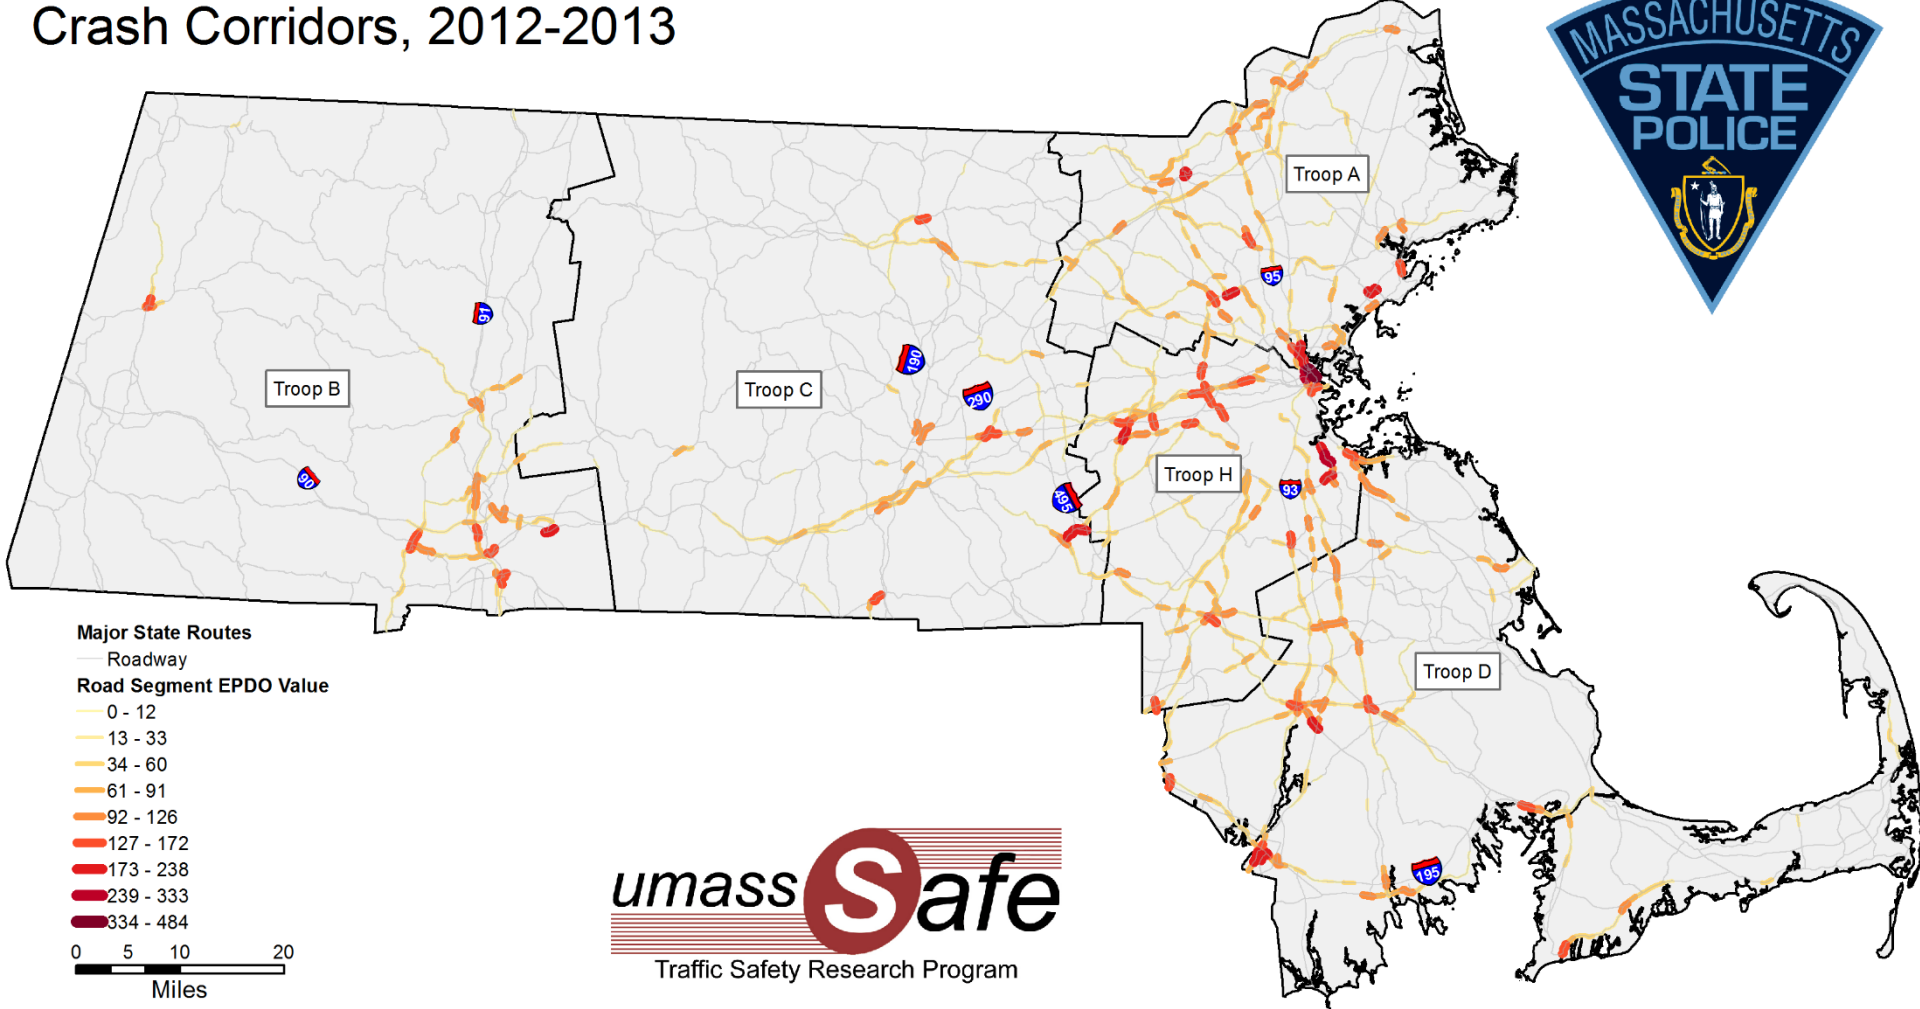 Crash Corridors, 2012-2013
MASSACHUSETTS
STATE
POLICE
Troop A
95
91
190
Troop B
Troop C
290
90
Troop H
495
93
Major State Routes
Roadway
Road Segment EPDO Value
0 - 12
13 - 33
34 - 60
61 - 91
92 - 126
127 - 172
173 - 238
239 - 333
334 - 484
0 5 10 20
Miles
Troop D
195
umassSafe
Traffic Safety Research Program